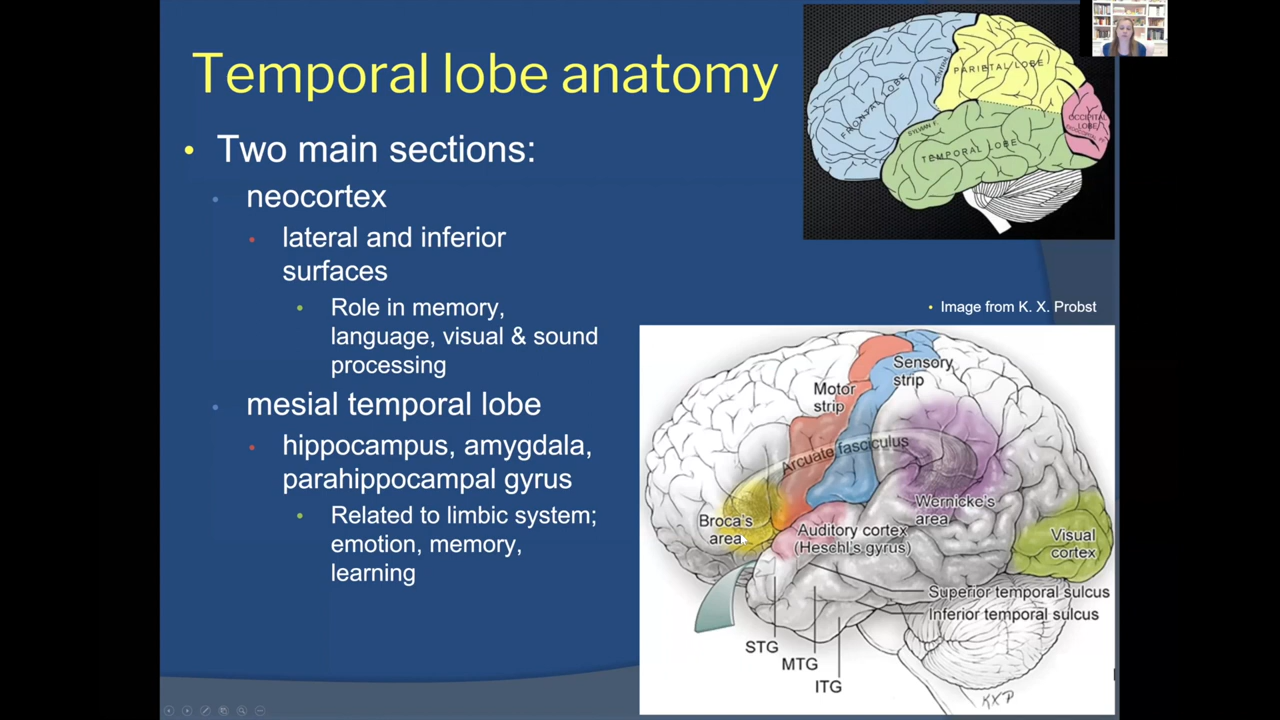 Temporal lobe anatomy
• Two main sections:
• neocortex
• lateral and inferior
surfaces
• Role in memory,
language, visual & sound
processing
• mesial temporal lobe
• hippocampus, amygdala,
parahippocampal gyrus
• Related to limbic system;
emotion, memory,
learning
FRONTAL LOBE
PARIETAL LOBE
OCCIPITAL
LOBE
SYLVIAN F.
TEMPORAL LOBE
• Image from K. X. Probst
Sensory
strip
Motor
strip
Arcuate fasciculus
Wernicke's
area
Broca's
area
Auditory cortex
(Heschl's gyrus)
Visual
cortex
Superior temporal sulcus
Inferior temporal sulcus
STG
MTG
ITG
KXP